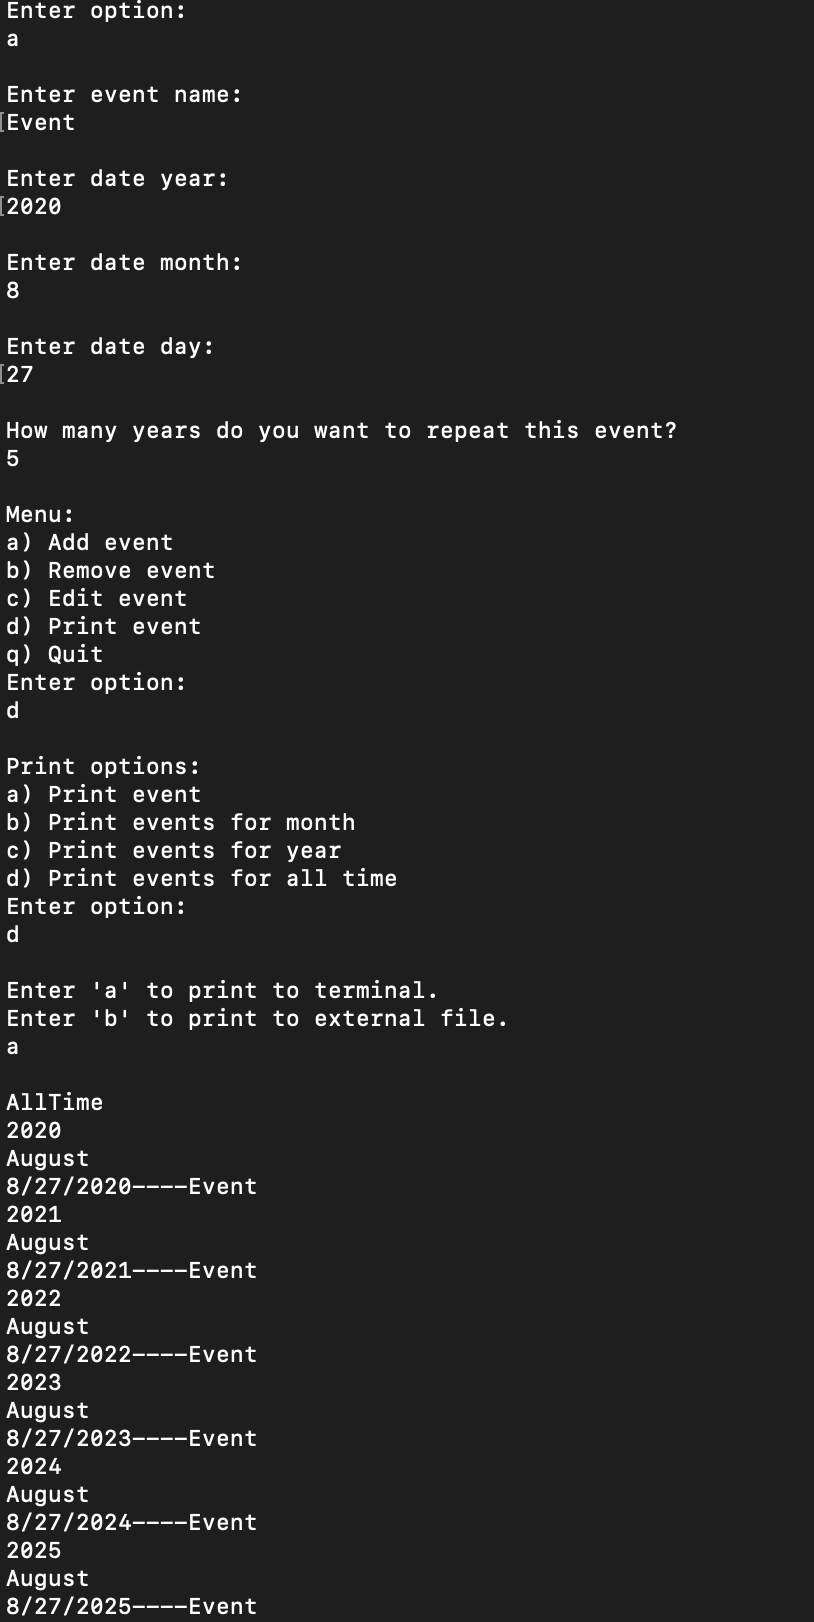 Enter option:
a
Enter event name:
Event
Enter date year:
2020
Enter date month:
8
Enter date day:
27
How many years do you want to repeat this event?
5
Menu:
a) Add event
b) Remove event
c) Edit event
d) Print event
q) Quit
Enter option:
d
Print options:
a) Print event
b) Print events for month
c) Print events for year
d) Print events for all time
Enter option:
d
Enter 'a' to print to terminal.
Enter 'b' to print to external file.
a
AllTime
2020
August
8/27/2020----Event
2021
August
8/27/2021----Event
2022
August
8/27/2022----Event
2023
August
8/27/2023----Event
2024
August
8/27/2024----Event
2025
August
8/27/2025----Event